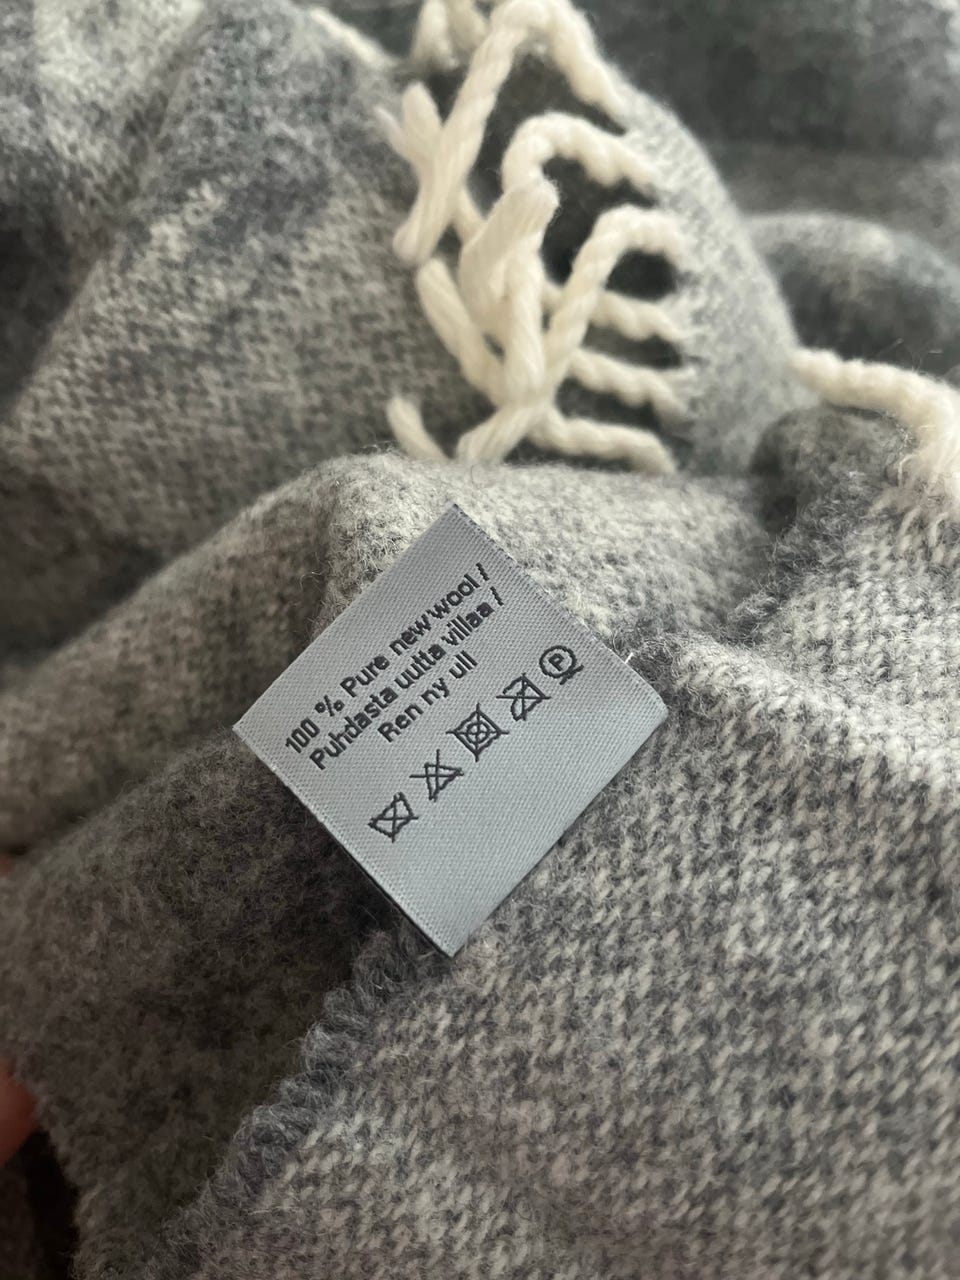 100 % Pure new wool /
Puhdasta uutta villaa /
Ren ny ull
P